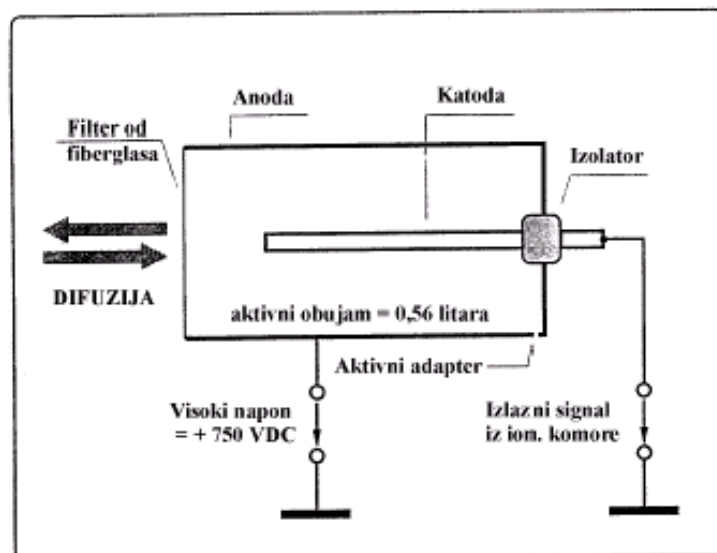 Anoda
Katoda
Filter od
fiberglasa
Izolator
DIFUZIJA
aktivni obujam = 0,56 litara
Aktivni adapter
Visoki napon
= + 750 VDC
Izlazni signal
iz ion. komore